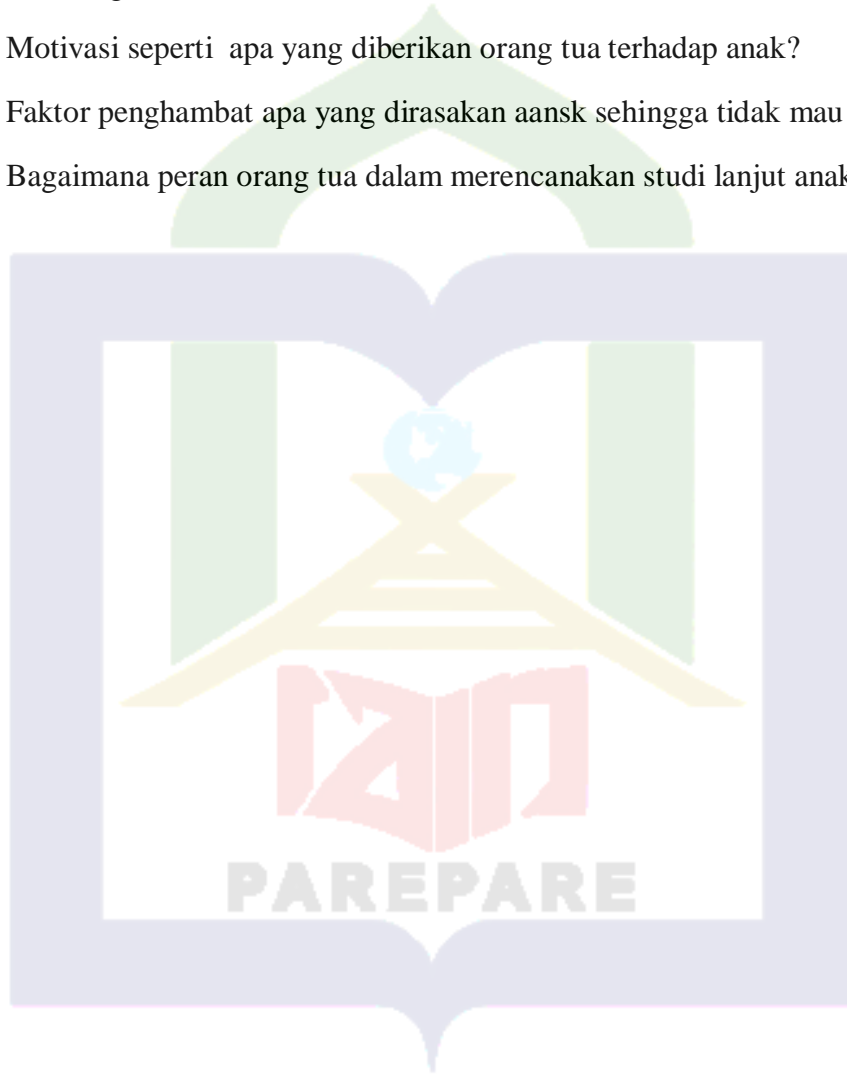 Motivasi seperti apa yang diberikan orang tua terhadap anak?
Faktor penghambat apa yang dirasakan aansk sehingga tidak mau
Bagaimana peran orang tua dalam merencanakan studi lanjut anak
iain
PAREPARE